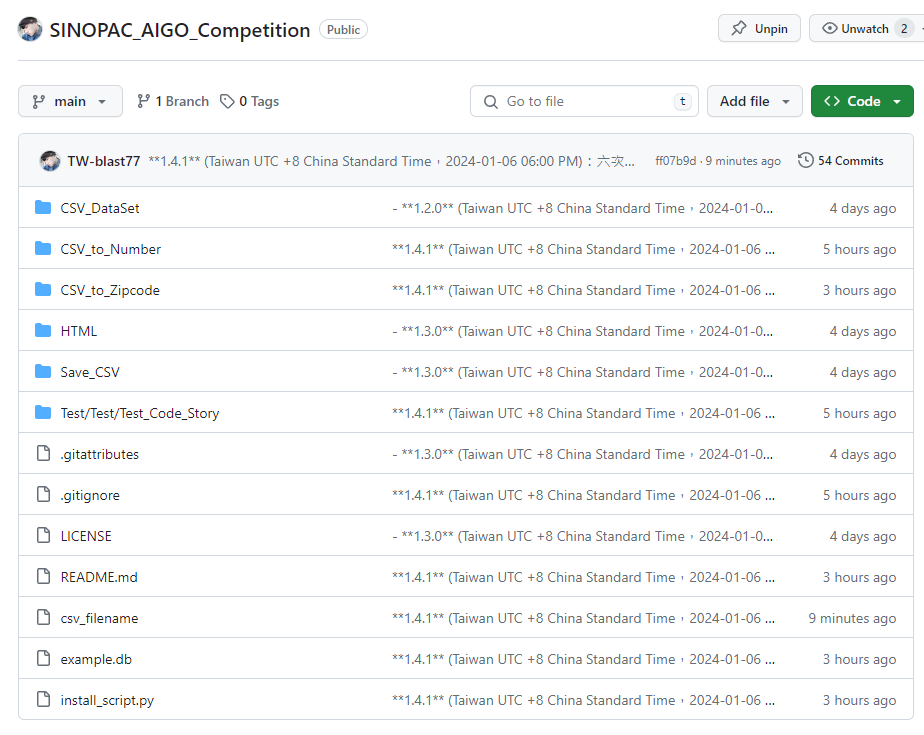 SINOPAC_AIGO_Competition Public Unpin Unwatch 2
main 1 Branch 0 Tags Go to file t Add file Code
TW-blast77 **1.4.1** (Taiwan UTC +8 China Standard Time，2024-01-06 06:00 PM)：六次... ff07b9d · 9 minutes ago 54 Commits
CSV_DataSet - **1.2.0** (Taiwan UTC +8 China Standard Time，2024-01-0... 4 days ago
CSV_to_Number **1.4.1** (Taiwan UTC +8 China Standard Time，2024-01-06 ... 5 hours ago
CSV_to_Zipcode **1.4.1** (Taiwan UTC +8 China Standard Time，2024-01-06 ... 3 hours ago
HTML - **1.3.0** (Taiwan UTC +8 China Standard Time，2024-01-0... 4 days ago
Save_CSV - **1.3.0** (Taiwan UTC +8 China Standard Time，2024-01-0... 4 days ago
Test/Test/Test_Code_Story **1.4.1** (Taiwan UTC +8 China Standard Time，2024-01-06 ... 5 hours ago
.gitattributes - **1.3.0** (Taiwan UTC +8 China Standard Time，2024-01-0... 4 days ago
.gitignore **1.4.1** (Taiwan UTC +8 China Standard Time，2024-01-06 ... 5 hours ago
LICENSE - **1.3.0** (Taiwan UTC +8 China Standard Time，2024-01-0... 4 days ago
README.md **1.4.1** (Taiwan UTC +8 China Standard Time，2024-01-06 ... 3 hours ago
csv_filename **1.4.1** (Taiwan UTC +8 China Standard Time，2024-01-06 ... 9 minutes ago
example.db **1.4.1** (Taiwan UTC +8 China Standard Time，2024-01-06 ... 3 hours ago
install_script.py **1.4.1** (Taiwan UTC +8 China Standard Time，2024-01-06 ... 3 hours ago